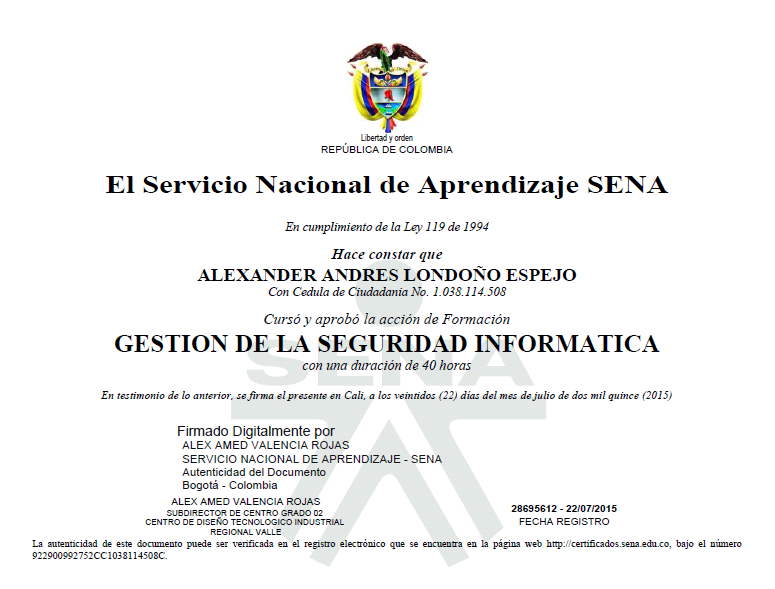 Libertad y orden
REPÚBLICA DE COLOMBIA
El Servicio Nacional de Aprendizaje SENA
En cumplimiento de la Ley 119 de 1994
Hace constar que
ALEXANDER ANDRES LONDOÑO ESPEJO
Con Cedula de Ciudadania No. 1.038.114.508
Cursó y aprobó la acción de Formación
GESTION DE LA SEGURIDAD INFORMATICA
SENA
con una duración de 40 horas
En testimonio de lo anterior, se firma el presente en Cali, a los veintidos (22) días del mes de julio de dos mil quince (2015)
Firmado Digitalmente por
ALEX AMED VALENCIA ROJAS
SERVICIO NACIONAL DE APRENDIZAJE - SENA
Autenticidad del Documento
Bogotá - Colombia
ALEX AMED VALENCIA ROJAS
SUBDIRECTOR DE CENTRO GRADO 02
CENTRO DE DISEÑO TECNOLOGICO INDUSTRIAL
REGIONAL VALLE
28695612 - 22/07/2015
FECHA REGISTRO
La autenticidad de este documento puede ser verificada en el registro electrónico que se encuentra en la página web http://certificados.sena.edu.co, bajo el número
922900992752CC1038114508C.